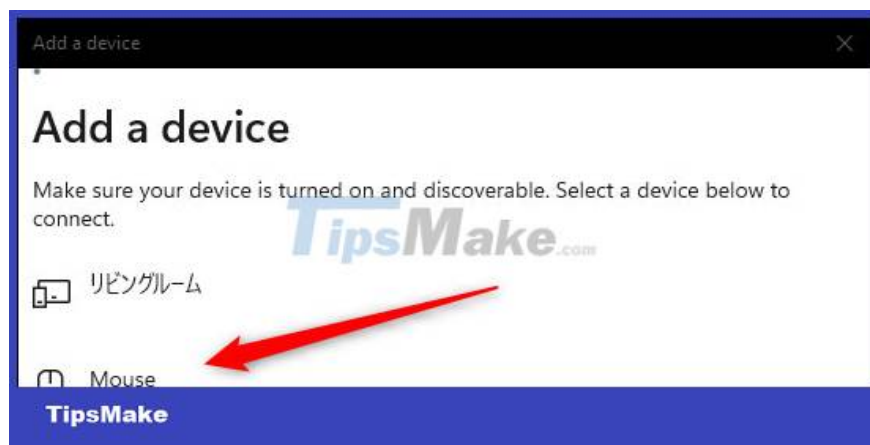 Add a device
Add a device
Make sure your device is turned on and discoverable. Select a device below to
connect.
TipsMake.com
リビングルーム
Mouse
TipsMake